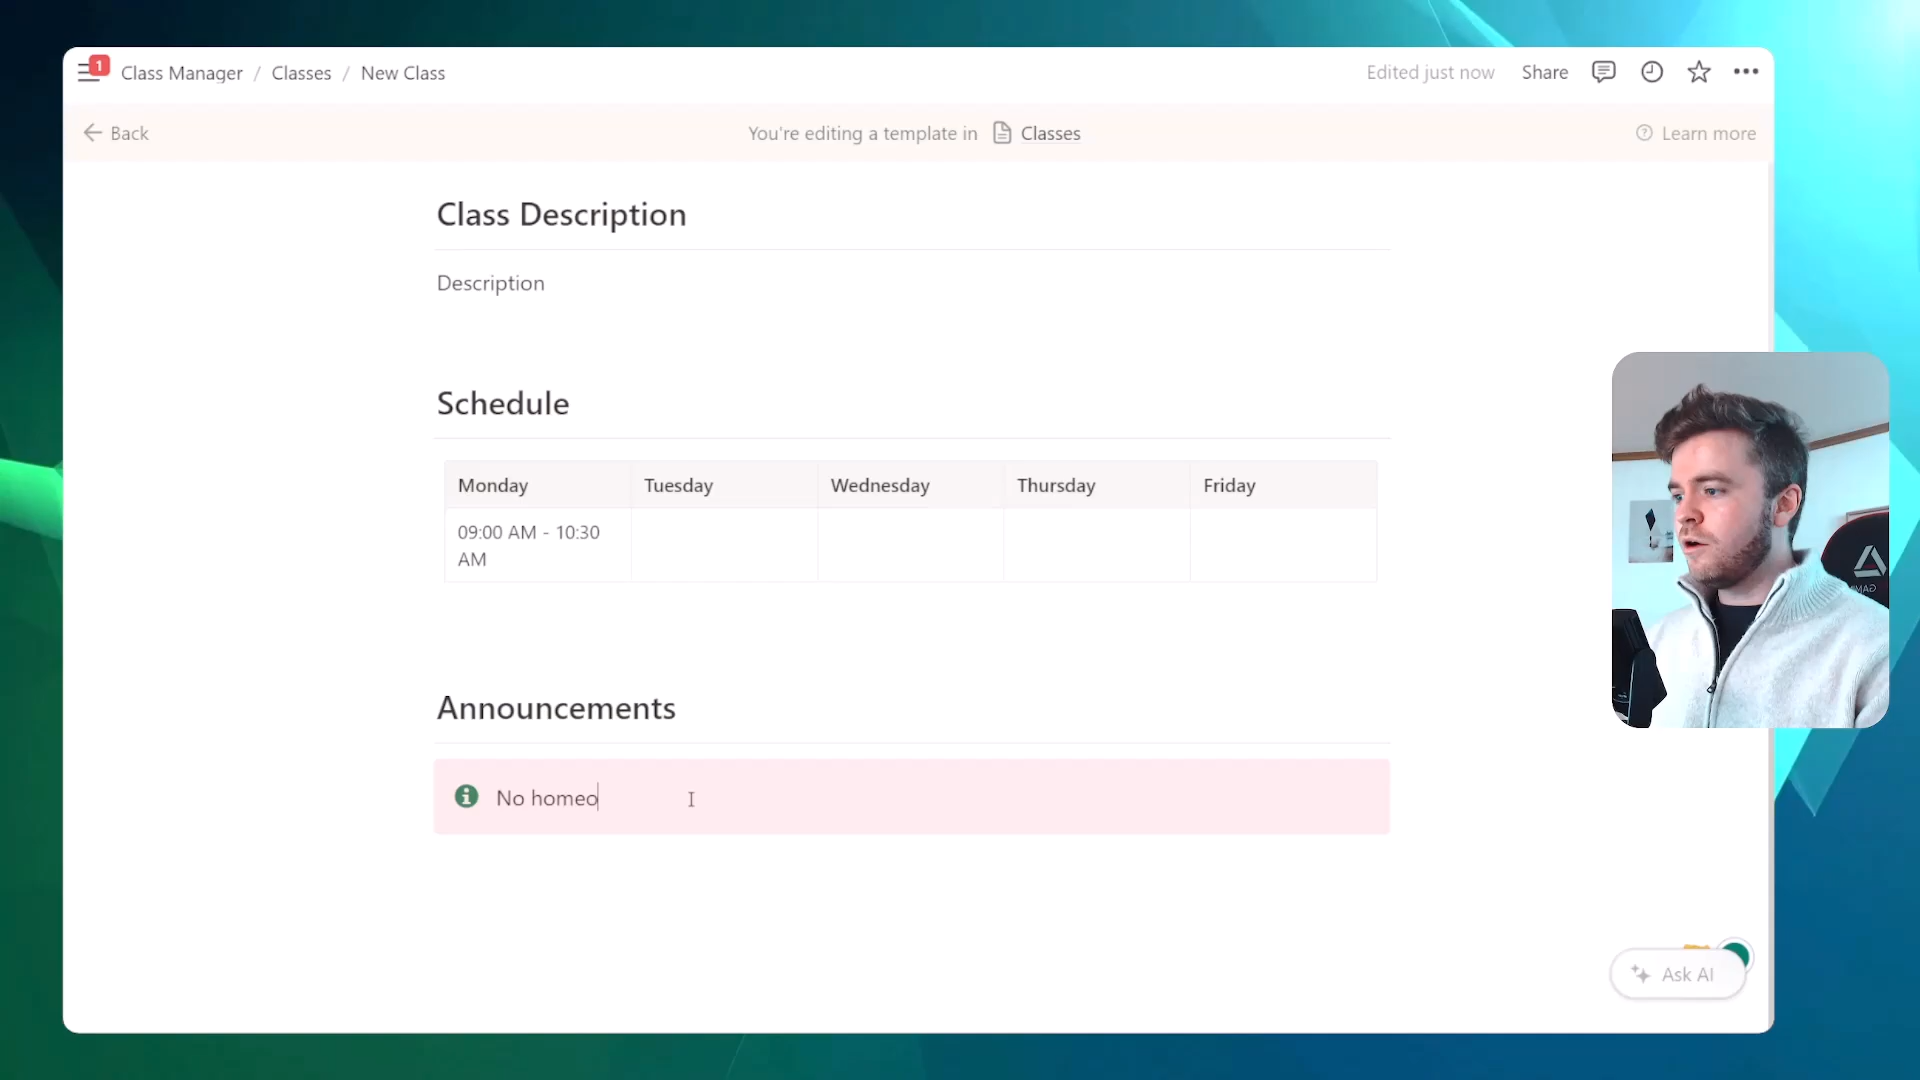 1
Class Manager / Classes / New Class
Edited just now
Share
Back
You're editing a template in Classes
Learn more
Class Description
Description
Schedule
Monday Tuesday Wednesday Thursday Friday
09:00 AM - 10:30
AM
Announcements
No homeo
Ask AI